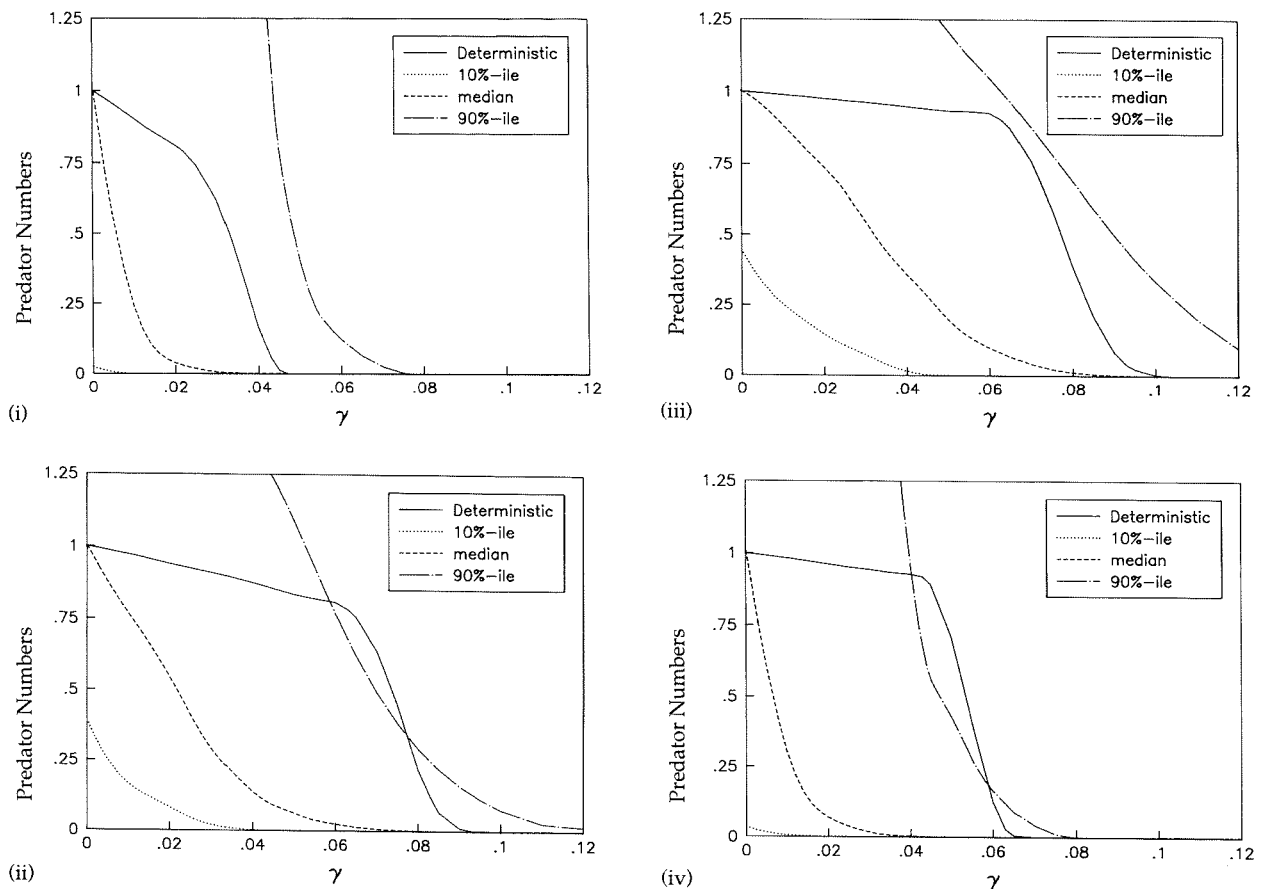 1.25
1
.75
.5
.25
0
Predator Numbers
Deterministic
10%-ile
median
90%-ile
0 .02 .04 .06 .08 .1 .12
γ
(i)
1.25
1
.75
.5
.25
0
Predator Numbers
Deterministic
10%-ile
median
90%-ile
0 .02 .04 .06 .08 .1 .12
γ
(iii)
1.25
1
.75
.5
.25
0
Predator Numbers
Deterministic
10%-ile
median
90%-ile
0 .02 .04 .06 .08 .1 .12
γ
(ii)
1.25
1
.75
.5
.25
0
Predator Numbers
Deterministic
10%-ile
median
90%-ile
0 .02 .04 .06 .08 .1 .12
γ
(iv)